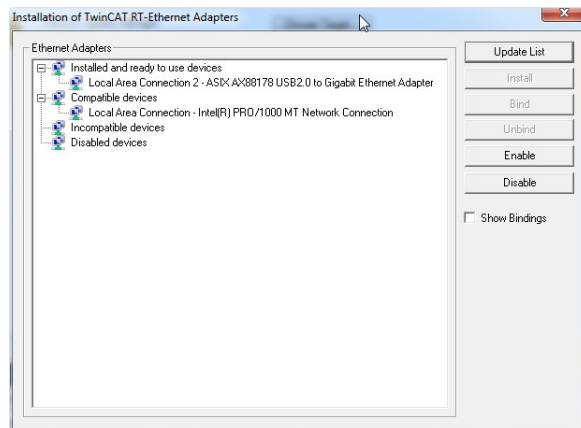 Installation of TwinCAT RT-Ethernet Adapters
Ethernet Adapters
Installed and ready to use devices
Local Area Connection 2 - ASIX AX88178 USB2.0 to Gigabit Ethernet Adapter
Compatible devices
Local Area Connection - Intel(R) PRO/1000 MT Network Connection
Incompatible devices
Disabled devices
Update List
Install
Bind
Unbind
Enable
Disable
Show Bindings